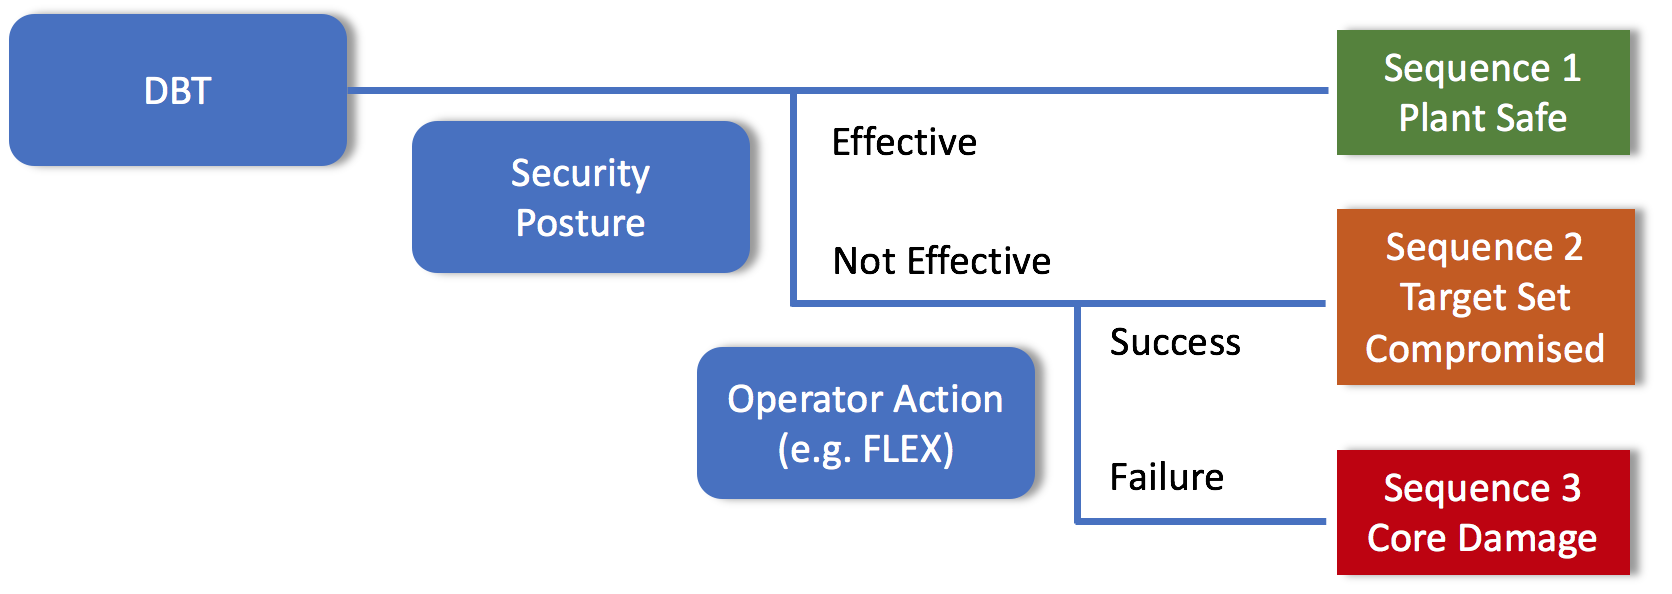 DBT
Security
Posture
Effective
Not Effective
Operator Action
(e.g. FLEX)
Success
Failure
Sequence 1
Plant Safe
Sequence 2
Target Set
Compromised
Sequence 3
Core Damage